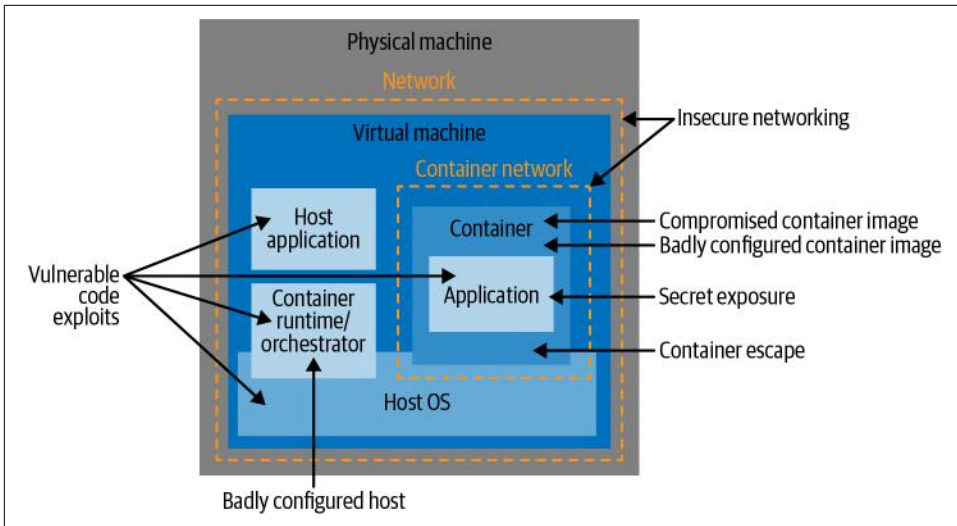 Physical machine
Network
Insecure networking
Virtual machine
Container network
Host
application
Container
Compromised container image
Badly configured container image
Vulnerable
code
exploits
Container
runtime/
orchestrator
Application
Secret exposure
Container escape
Host OS
Badly configured host